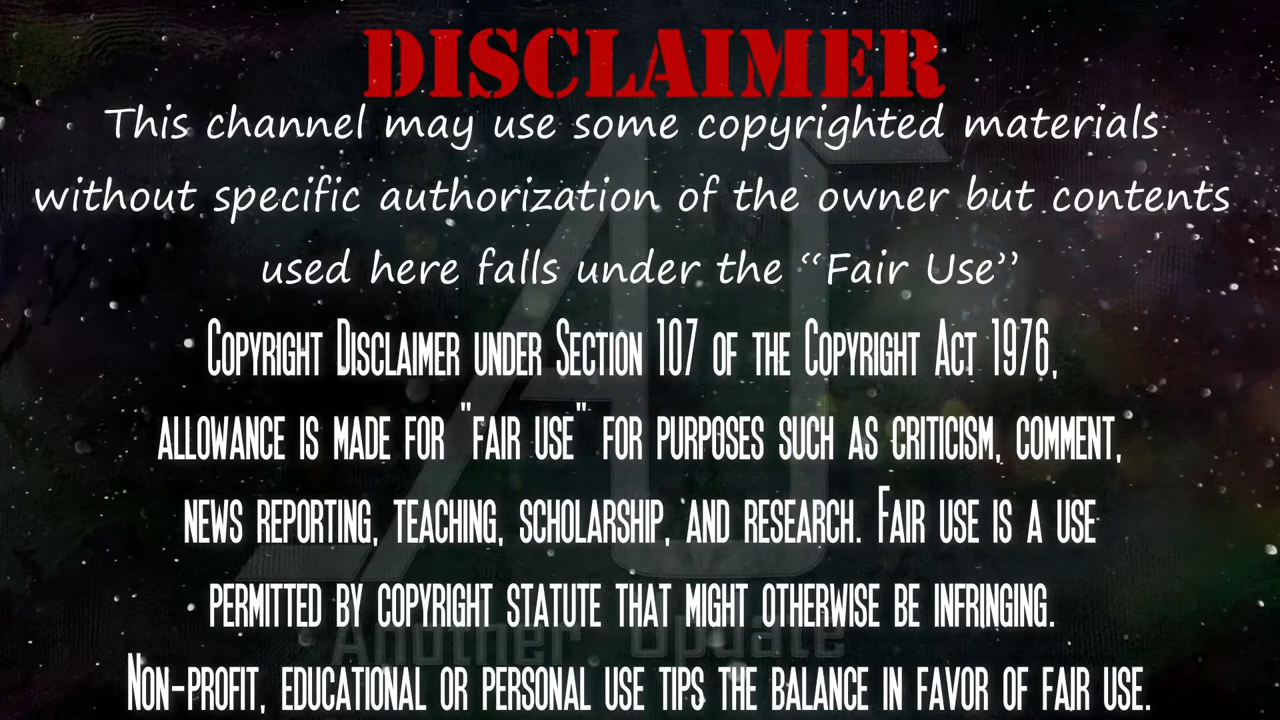 DISCLAIMER
This channel may use some copyrighted materials
without specific authorization of the owner but contents
used here falls under the “Fair Use”
Copyright Disclaimer under Section 107 of the Copyright Act 1976,
allowance is made for "fair use" for purposes such as criticism, comment,
news reporting, teaching, scholarship, and research. Fair use is a use
permitted by copyright statute that might otherwise be infringing.
Another Update
Non-profit, educational or personal use tips the balance in favor of fair use.